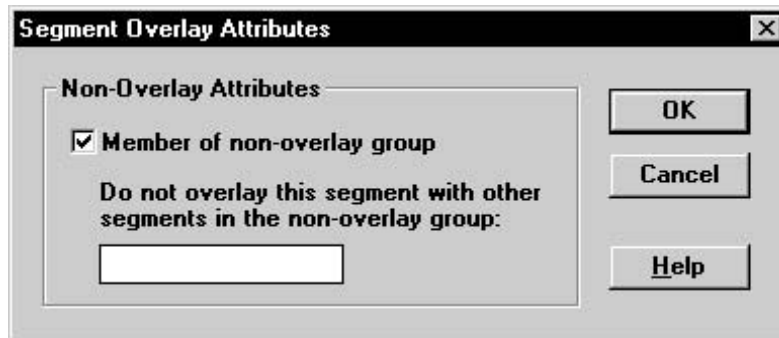 Segment Overlay Attributes
Non-Overlay Attributes
Member of non-overlay group
Do not overlay this segment with other
segments in the non-overlay group:
OK
Cancel
Help